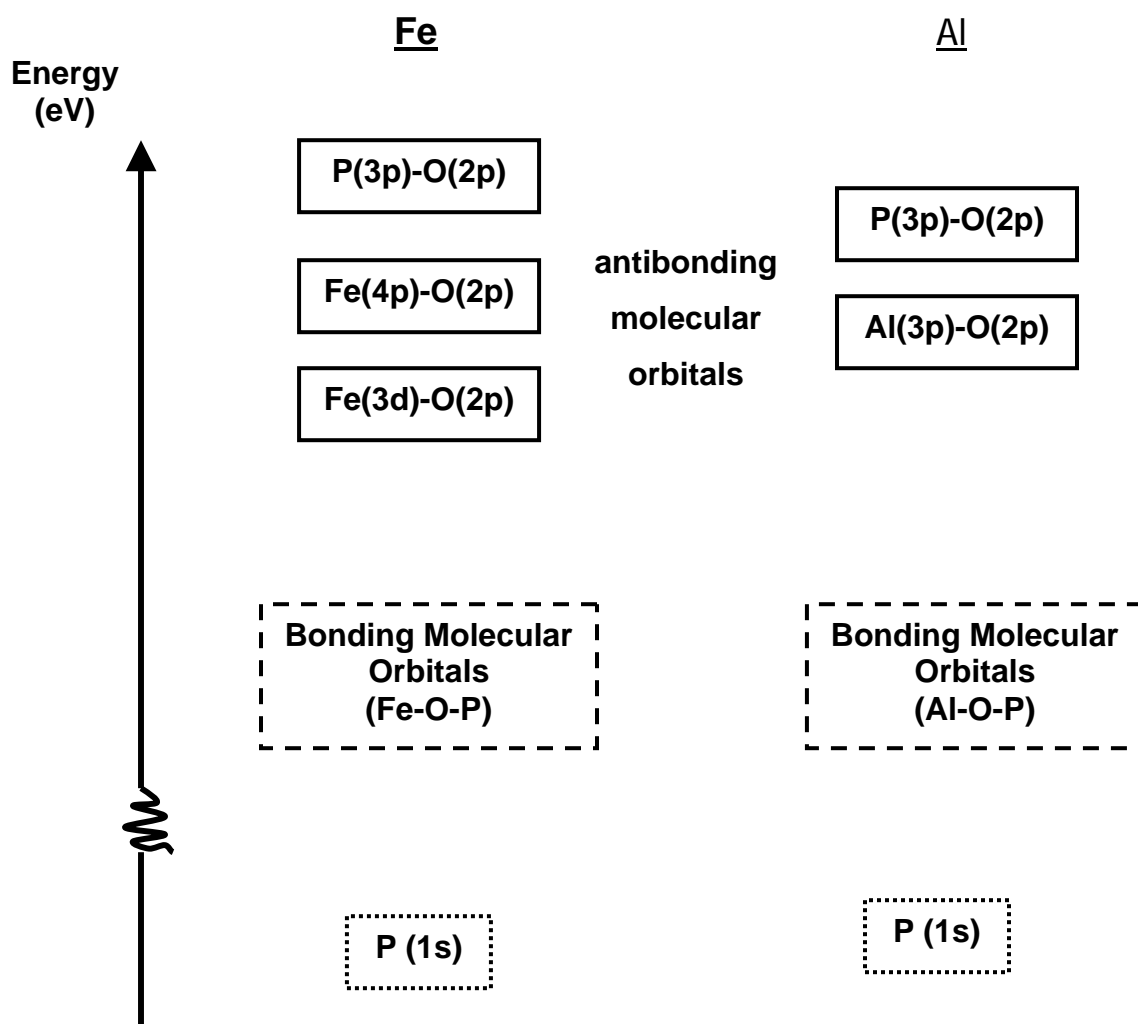 Fe
Al
Energy
(eV)
P(3p)-O(2p)
P(3p)-O(2p)
antibonding
Fe(4p)-O(2p)
molecular
Al(3p)-O(2p)
orbitals
Fe(3d)-O(2p)
Bonding Molecular
Orbitals
(Fe-O-P)
Bonding Molecular
Orbitals
(Al-O-P)
P (1s)
P (1s)